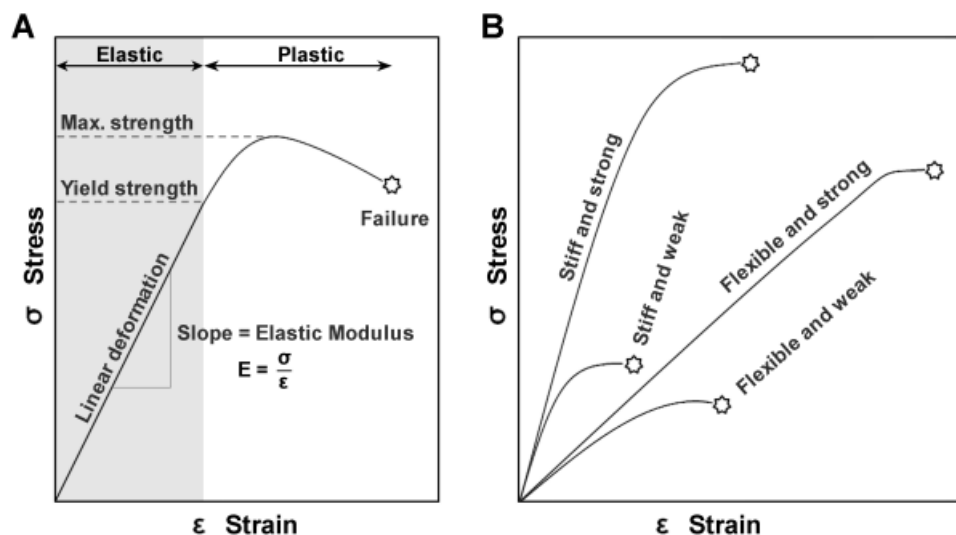 A
Elastic
Plastic
Max. strength
Yield strength
Failure
Linear deformation
Slope = Elastic Modulus
E = σ/ε
σ Stress
ε Strain
B
Stiff and strong
Stiff and weak
Flexible and strong
Flexible and weak
σ Stress
ε Strain